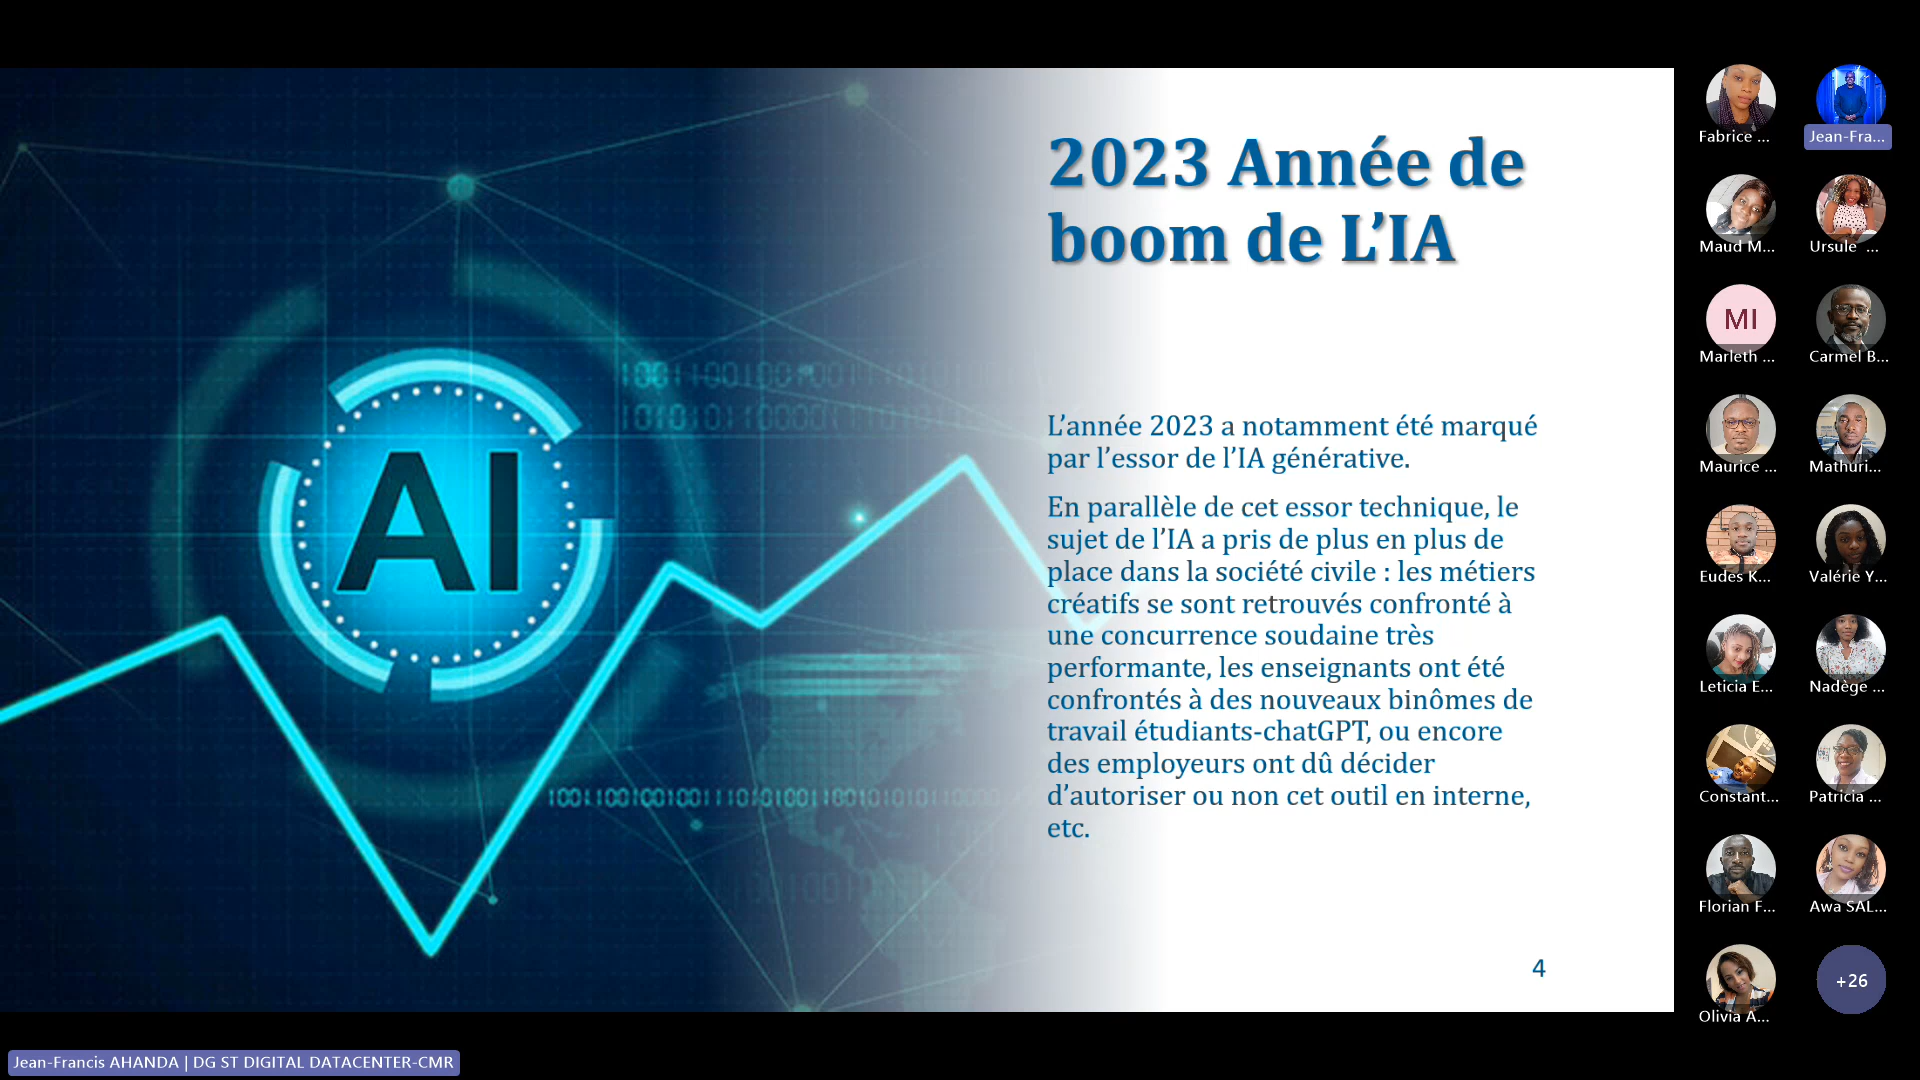 AI
2023 Année de
boom de L’IA
L’année 2023 a notamment été marqué
par l’essor de l’IA générative.
En parallèle de cet essor technique, le
sujet de l’IA a pris de plus en plus de
place dans la société civile : les métiers
créatifs se sont retrouvés confronté à
une concurrence soudaine très
performante, les enseignants ont été
confrontés à des nouveaux binômes de
travail étudiants-chatGPT, ou encore
des employeurs ont dû décider
d’autoriser ou non cet outil en interne,
etc.
4
Fabrice ...
Jean-Fra...
Maud M...
Ursule ...
MI
Marleth ...
Carmel B...
Maurice ...
Mathuri...
Eudes K...
Valérie Y...
Leticia E...
Nadège ...
Constant...
Patricia ...
Florian F...
Awa SAL...
Olivia A...
+26
Jean-Francis AHANDA | DG ST DIGITAL DATACENTER-CMR